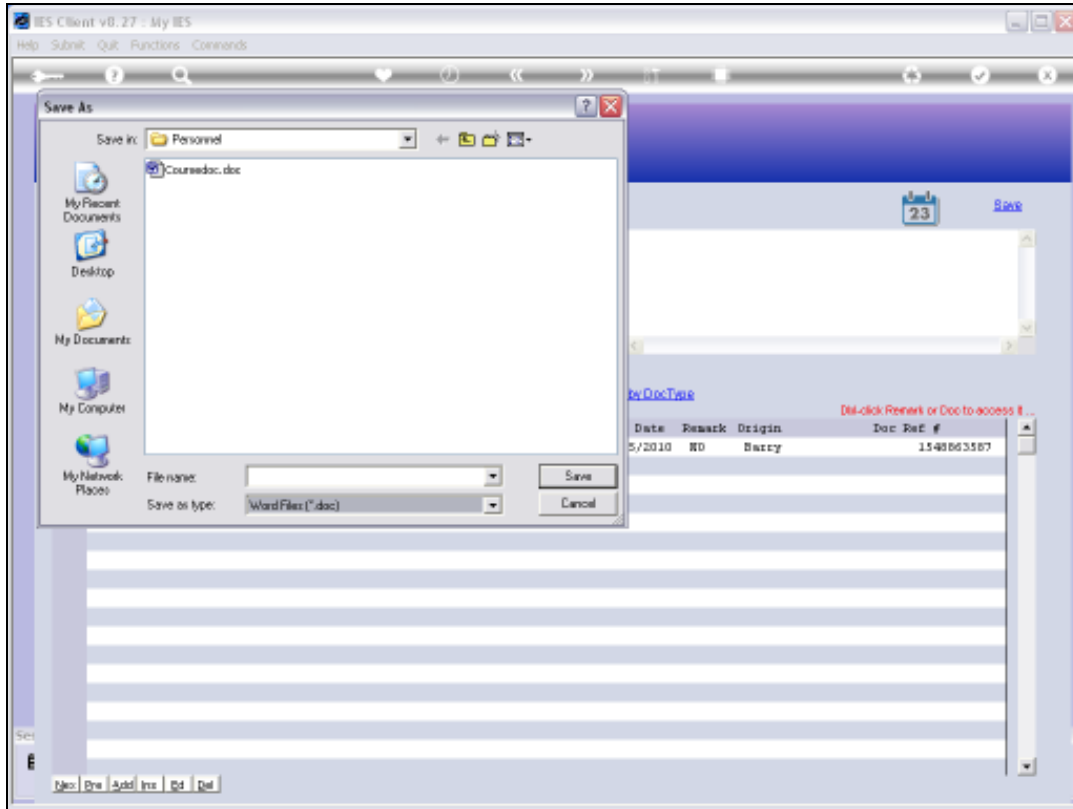 IES Client v8.27 : My IES
Help Submit Quit Functions Commands
Save As
Save in: Personnel
Coursedoc.doc
My Recent
Documents
Desktop
My Documents
My Computer
My Network
Places
File name:
Save
Save as type: Word Files (*.doc)
Cancel
23
Save
by DocType
Dbl-click Remark or Doc to access it ...
Date Remark Origin Doc Ref #
5/2010 ND Barry 1548863587
Nex Pre Add Ins Ed Del